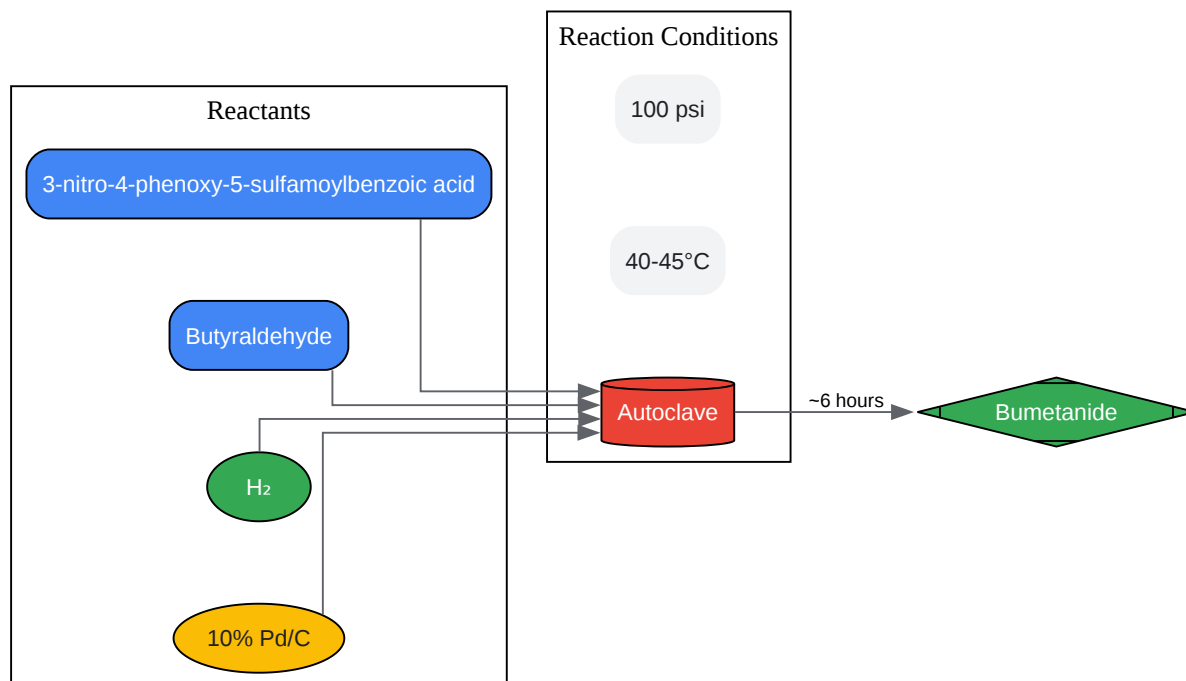 Reaction Conditions
100 psi
Reactants
3-nitro-4-phenoxy-5-sulfamoylbenzoic acid
40-45°C
Butyraldehyde
Autoclave
~6 hours
Bumetanide
H₂
10% Pd/C